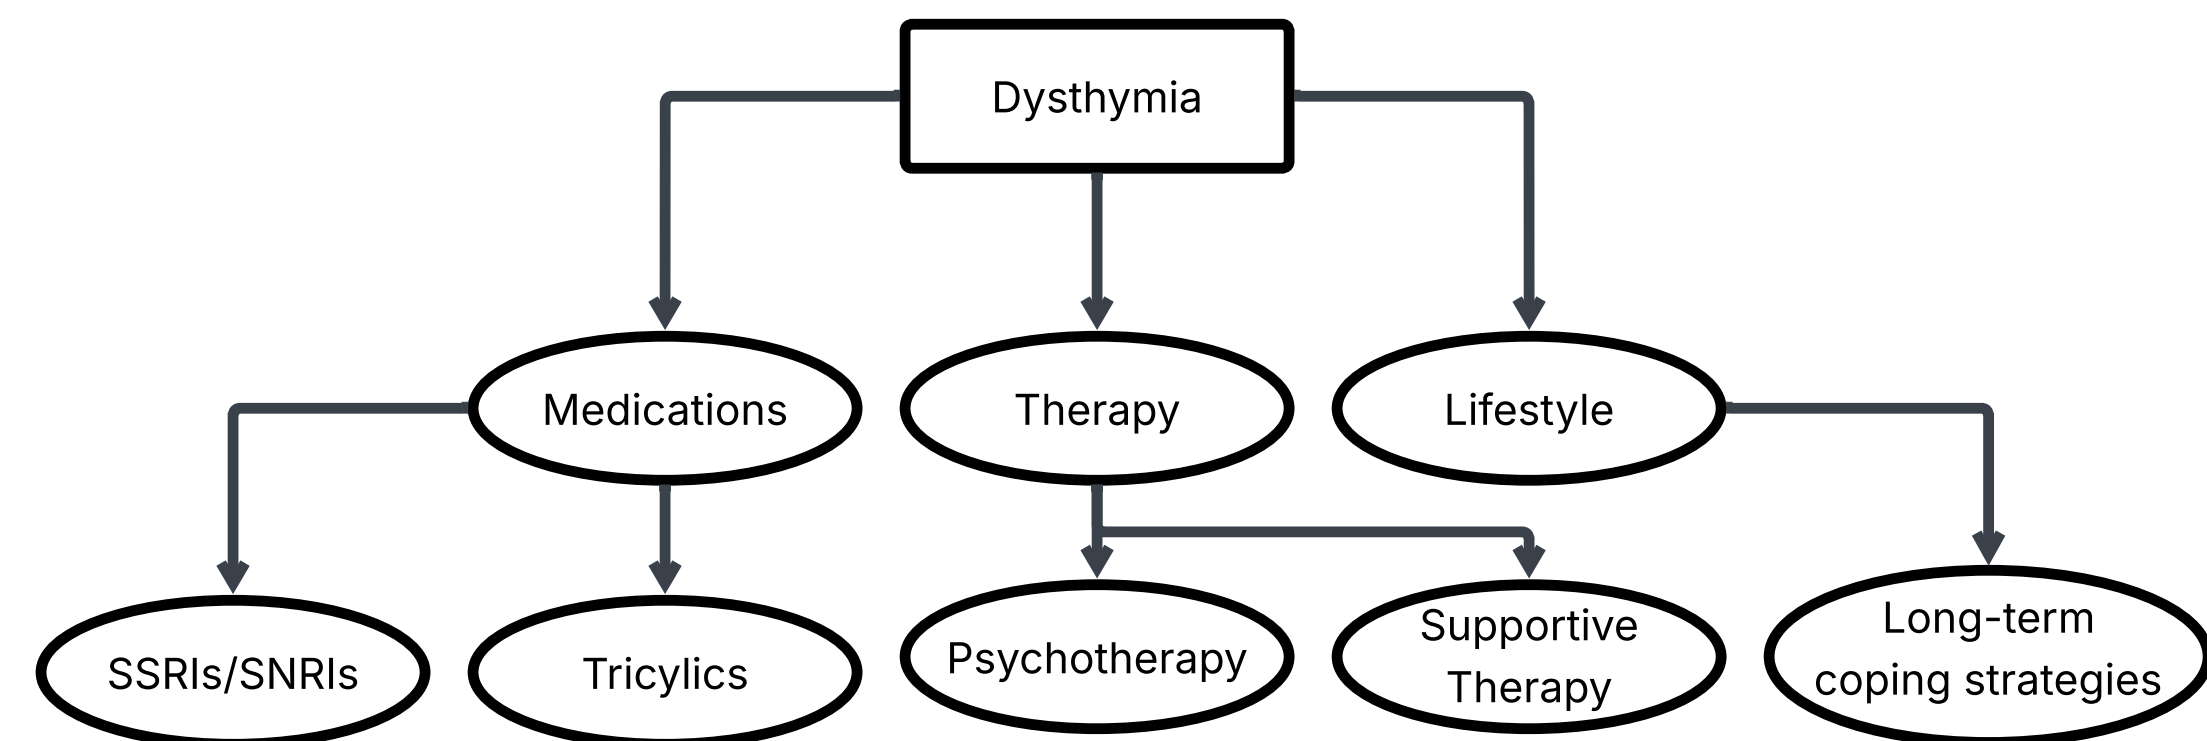 Dysthymia
Medications
Therapy
Lifestyle
SSRIs/SNRIs
Tricylics
Psychotherapy
Supportive
Therapy
Long-term
coping strategies